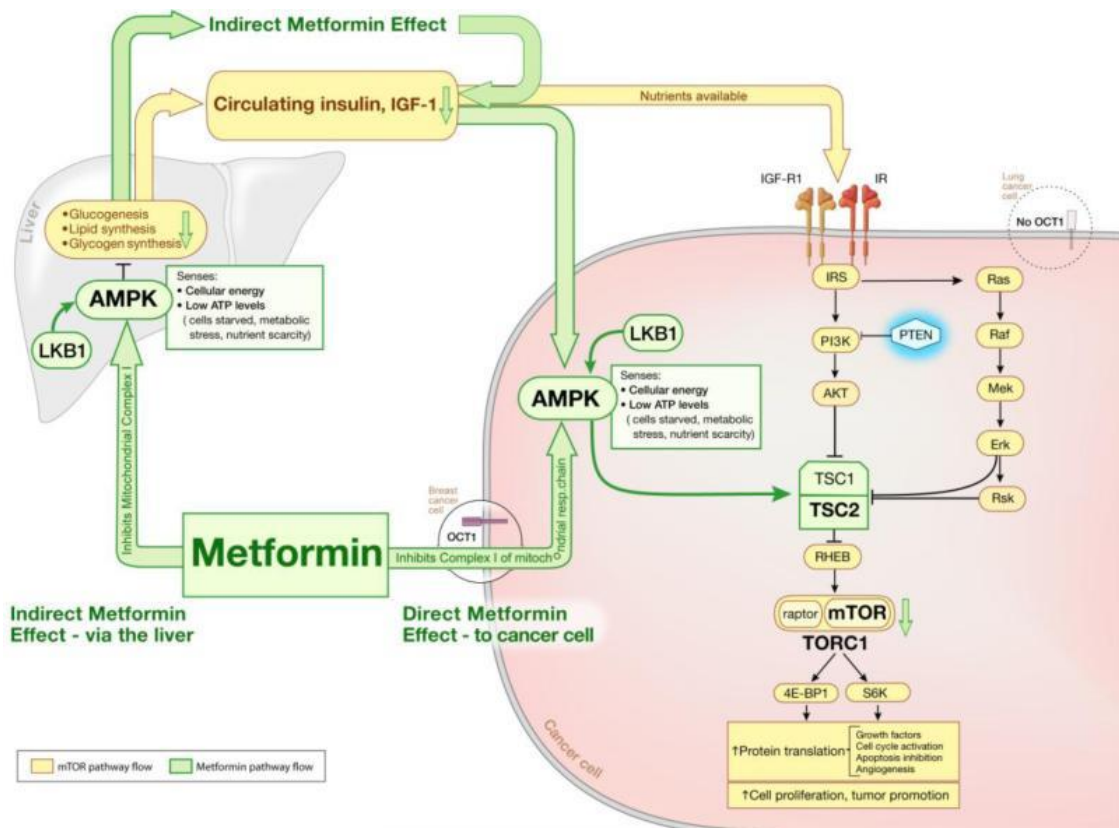 Indirect Metformin Effect
Circulating insulin, IGF-1
Nutrients available
IGF-R1
IR
Lung
cancer
cell
No OCT1
Liver
•Glucogenesis
•Lipid synthesis
•Glycogen synthesis
AMPK
LKB1
Senses:
• Cellular energy
• Low ATP levels
( cells starved, metabolic
stress, nutrient scarcity)
Inhibits Mitochondrial Complex I
IRS
Ras
PI3K
PTEN
Raf
AKT
Mek
Erk
Rsk
LKB1
AMPK
Senses:
• Cellular energy
• Low ATP levels
( cells starved, metabolic
stress, nutrient scarcity)
TSC1
TSC2
Breast
cancer
cell
OCT1
Metformin
Inhibits Complex I of mitochondrial resp.chain
RHEB
Indirect Metformin
Effect - via the liver
Direct Metformin
Effect - to cancer cell
raptor
mTOR
TORC1
4E-BP1
S6K
↑Protein translation
Growth factors
Cell cycle activation
Apoptosis inhibition
Angiogenesis
↑Cell proliferation, tumor promotion
Cancer cell
mTOR pathway flow
Metformin pathway flow